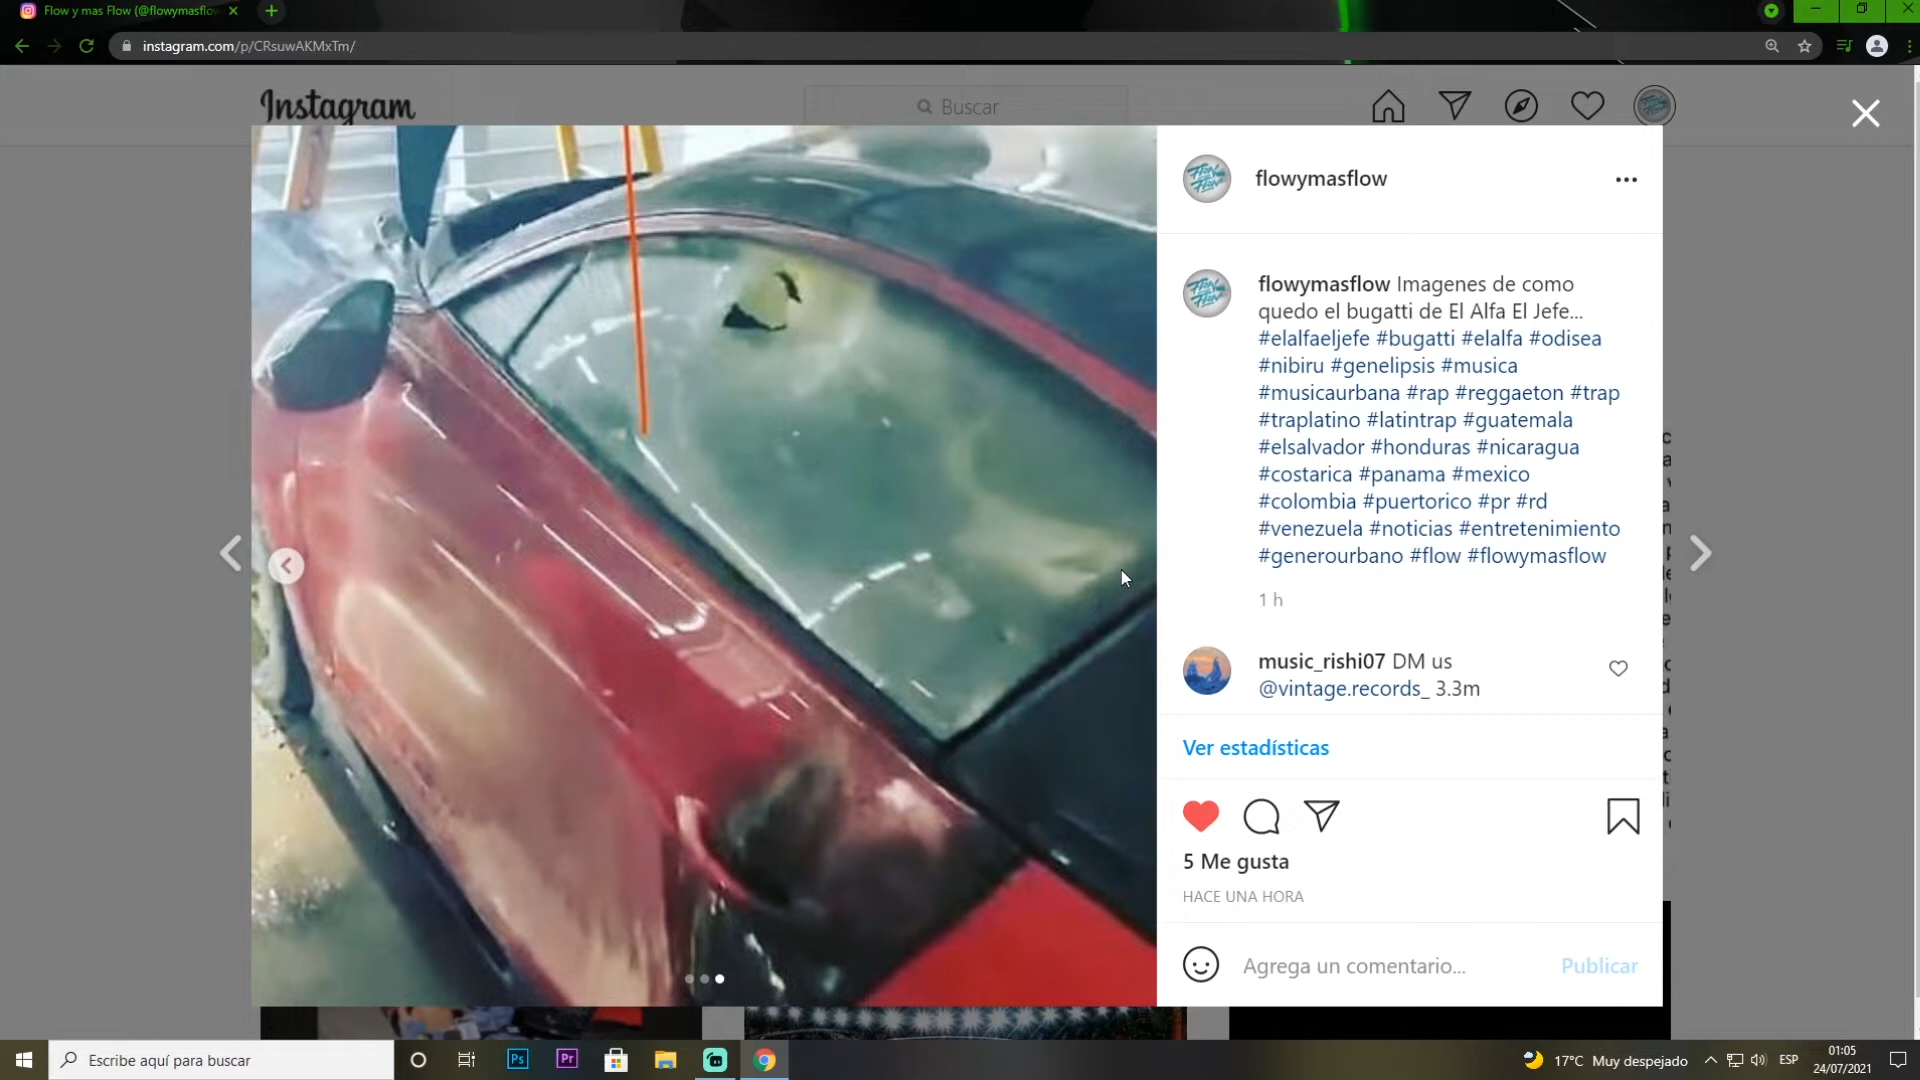 Flow y mas Flow (@flowymasflow
instagram.com/p/CRsuwAKMxTm/
Instagram
Buscar
flowymasflow
flowymasflow Imagenes de como
quedo el bugatti de El Alfa El Jefe...
#elalfaeljefe #bugatti #elalfa #odisea
#nibiru #genelipsis #musica
#musicaurbana #rap #reggaeton #trap
#traplatino #latintrap #guatemala
#elsalvador #honduras #nicaragua
#costarica #panama #mexico
#colombia #puertorico #pr #rd
#venezuela #noticias #entretenimiento
#generourbano #flow #flowymasflow
1 h
music_rishi07 DM us
@vintage.records_ 3.3m
Ver estadísticas
5 Me gusta
HACE UNA HORA
Agrega un comentario...
Publicar
Escribe aquí para buscar
Ps
Pr
17°C Muy despejado
ESP
01:05
24/07/2021